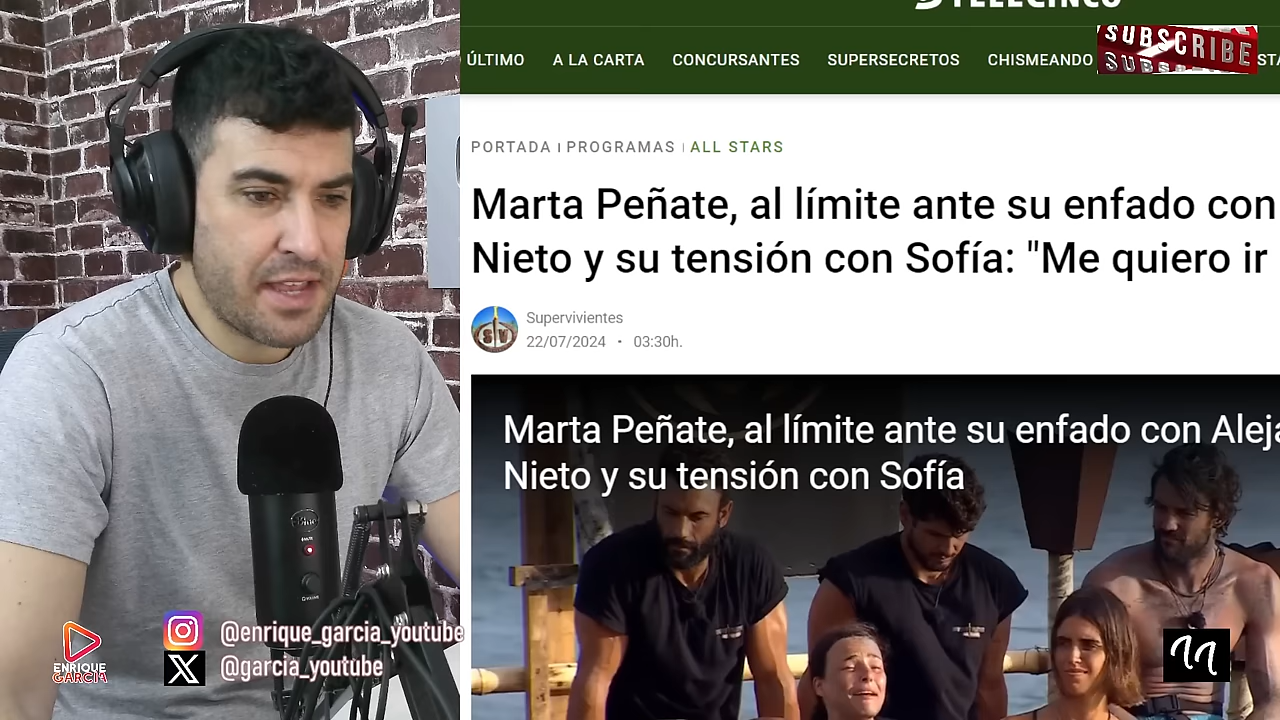 TELECINCO
ÚLTIMO A LA CARTA CONCURSANTES SUPERSECRETOS CHISMEANDO
SUBSCRIBE
PORTADA | PROGRAMAS | ALL STARS
Marta Peñate, al límite ante su enfado con
Nieto y su tensión con Sofía: "Me quiero ir
Supervivientes
22/07/2024 • 03:30h.
SV
Marta Peñate, al límite ante su enfado con Alej
Nieto y su tensión con Sofía
@enrique_garcia_youtube
@garcia_youtube
ENRIQUE
GARCIA